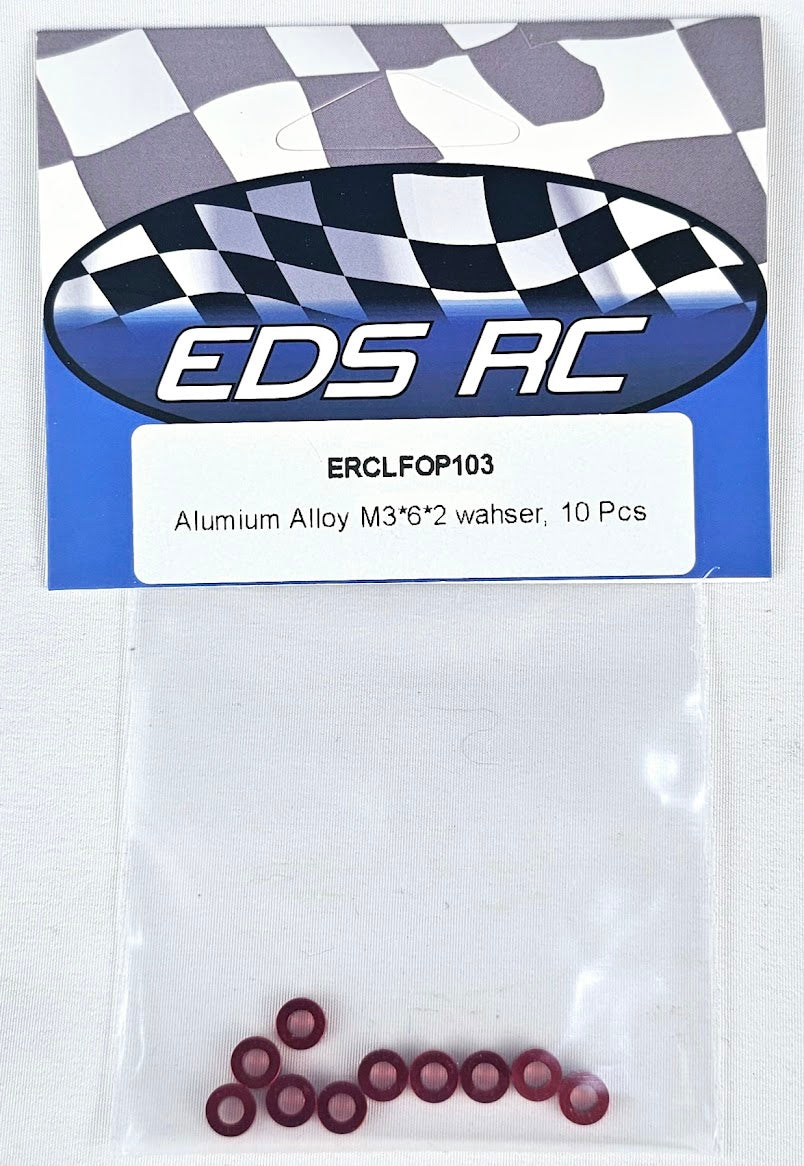 EDS RC
ERCLFOP103
Alumium Alloy M3*6*2 wahser, 10 Pcs